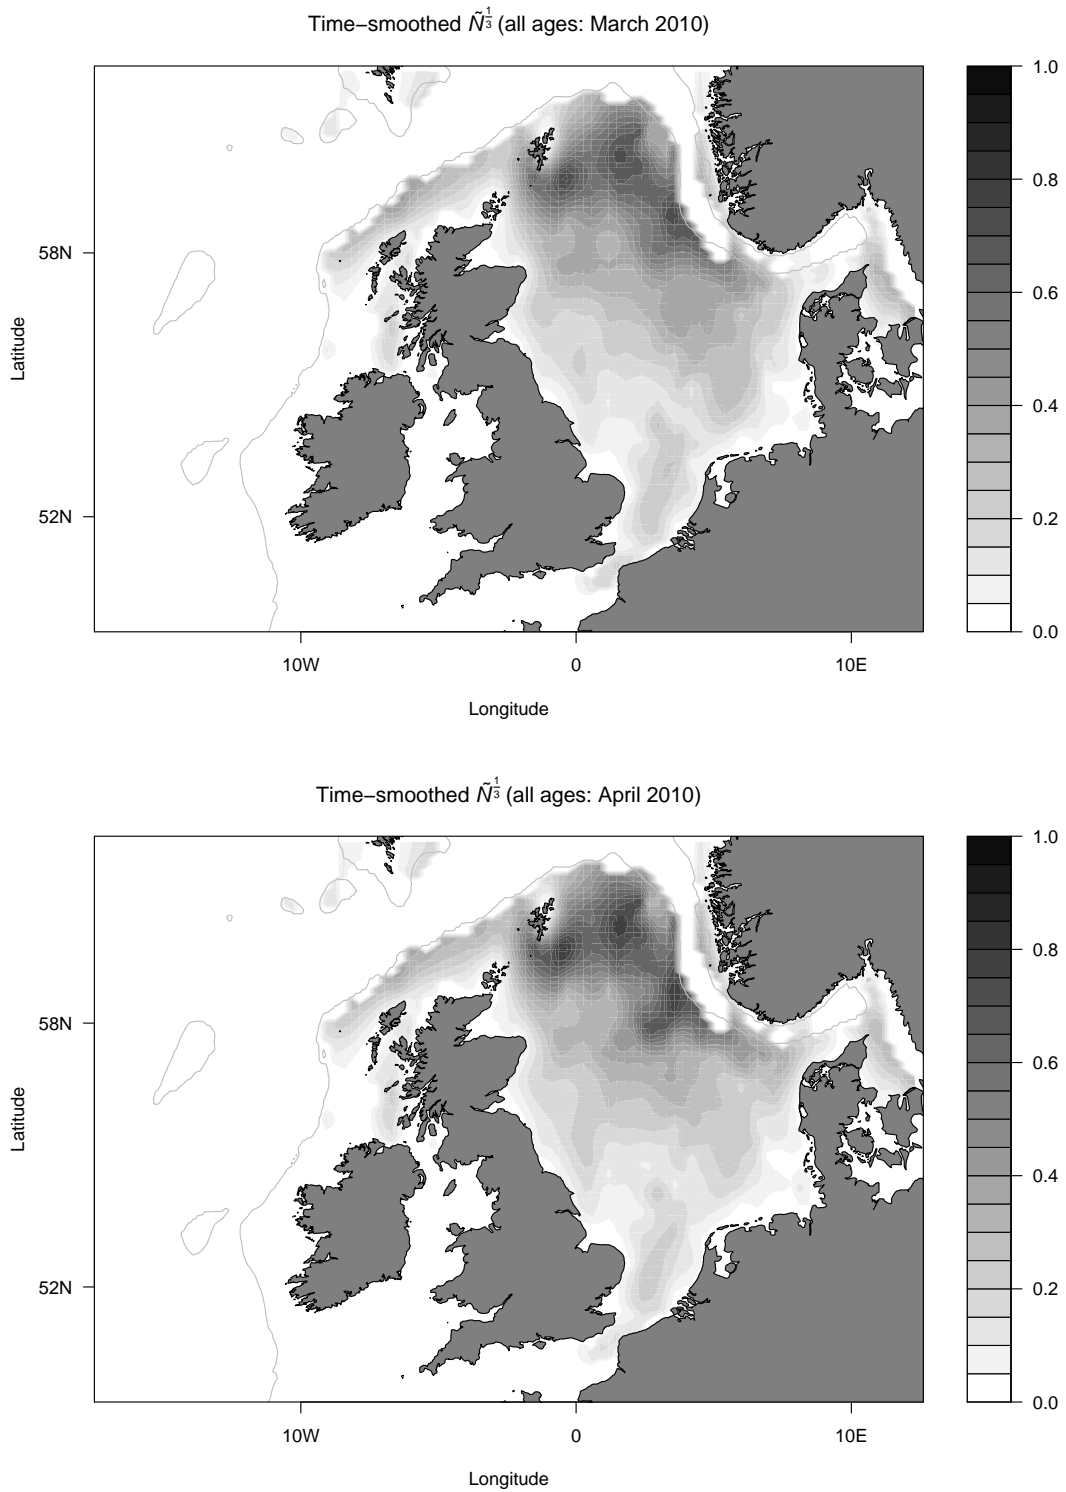 Time−smoothed Ñ^1/3 (all ages: March 2010)
1.0
0.8
58N
0.6
Latitude
0.4
52N
0.2
0.0
10W 0 10E
Longitude
Time−smoothed Ñ^1/3 (all ages: April 2010)
1.0
0.8
58N
0.6
Latitude
0.4
52N
0.2
0.0
10W 0 10E
Longitude